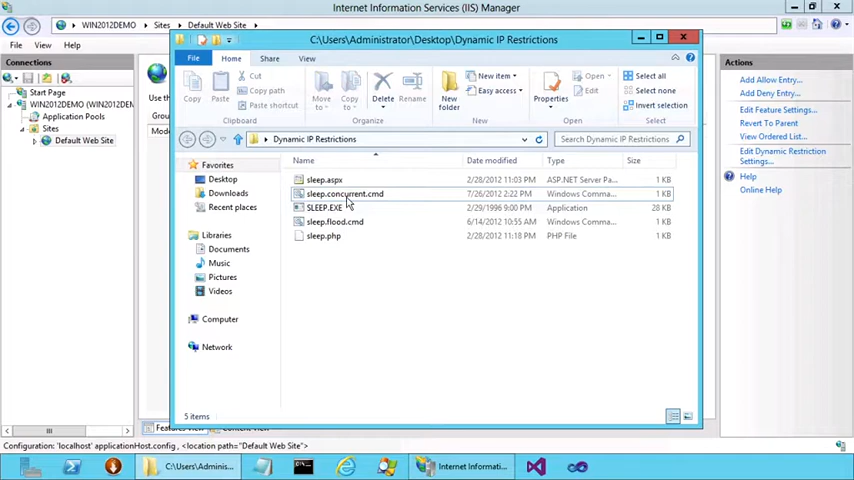 Internet Information Services (IIS) Manager
WIN2012DEMO Sites Default Web Site
File View Help
Connections
Start Page
WIN2012DEMO (WIN2012DEM
Application Pools
Sites
Default Web Site
C:\Users\Administrator\Desktop\Dynamic IP Restrictions
File Home Share View
Copy
Paste
Cut
Copy path
Paste shortcut
Clipboard
Move to
Copy to
Delete
Rename
Organize
New folder
New item
Easy access
New
Properties
Open
Edit
Open
Select all
Select none
Invert selection
Dynamic IP Restrictions
Search Dynamic IP Restrictions
Favorites
Desktop
Downloads
Recent places
Libraries
Documents
Music
Pictures
Videos
Computer
Network
Name Date modified Type Size
sleep.aspx 2/28/2012 11:03 PM ASP.NET Server Pa... 1 KB
sleep.concurrent.cmd 7/26/2012 2:22 PM Windows Comma... 1 KB
SLEEP.EXE 2/29/1996 9:00 PM Application 28 KB
sleep.flood.cmd 6/14/2012 10:55 AM Windows Comma... 1 KB
sleep.php 2/28/2012 11:18 PM PHP File 1 KB
5 items
Use th
Group
Mode
Features View Content View
Actions
Add Allow Entry...
Add Deny Entry...
Edit Feature Settings...
Revert To Parent
View Ordered List...
Edit Dynamic Restriction
Settings...
Help
Online Help
Configuration: 'localhost' applicationHost.config , <location path="Default Web Site">
C:\Users\Adminis...
Internet Informati...